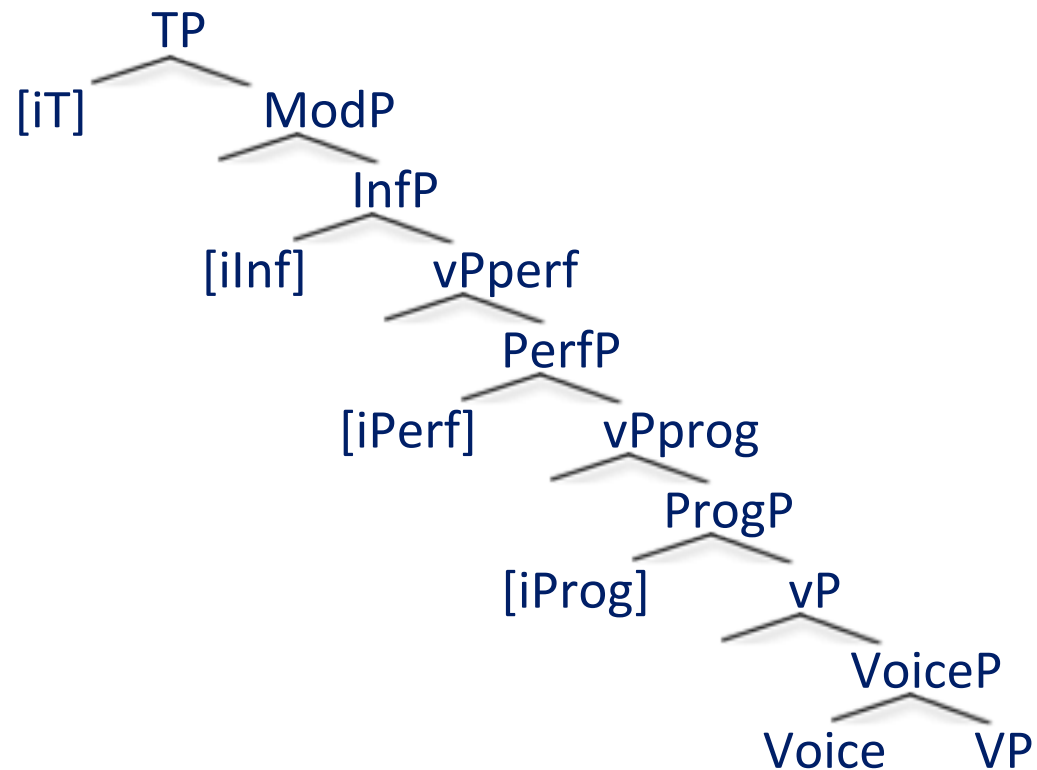 TP
[iT] ModP
InfP
[iInf] vPperf
PerfP
[iPerf] vPprog
ProgP
[iProg] vP
VoiceP
Voice VP